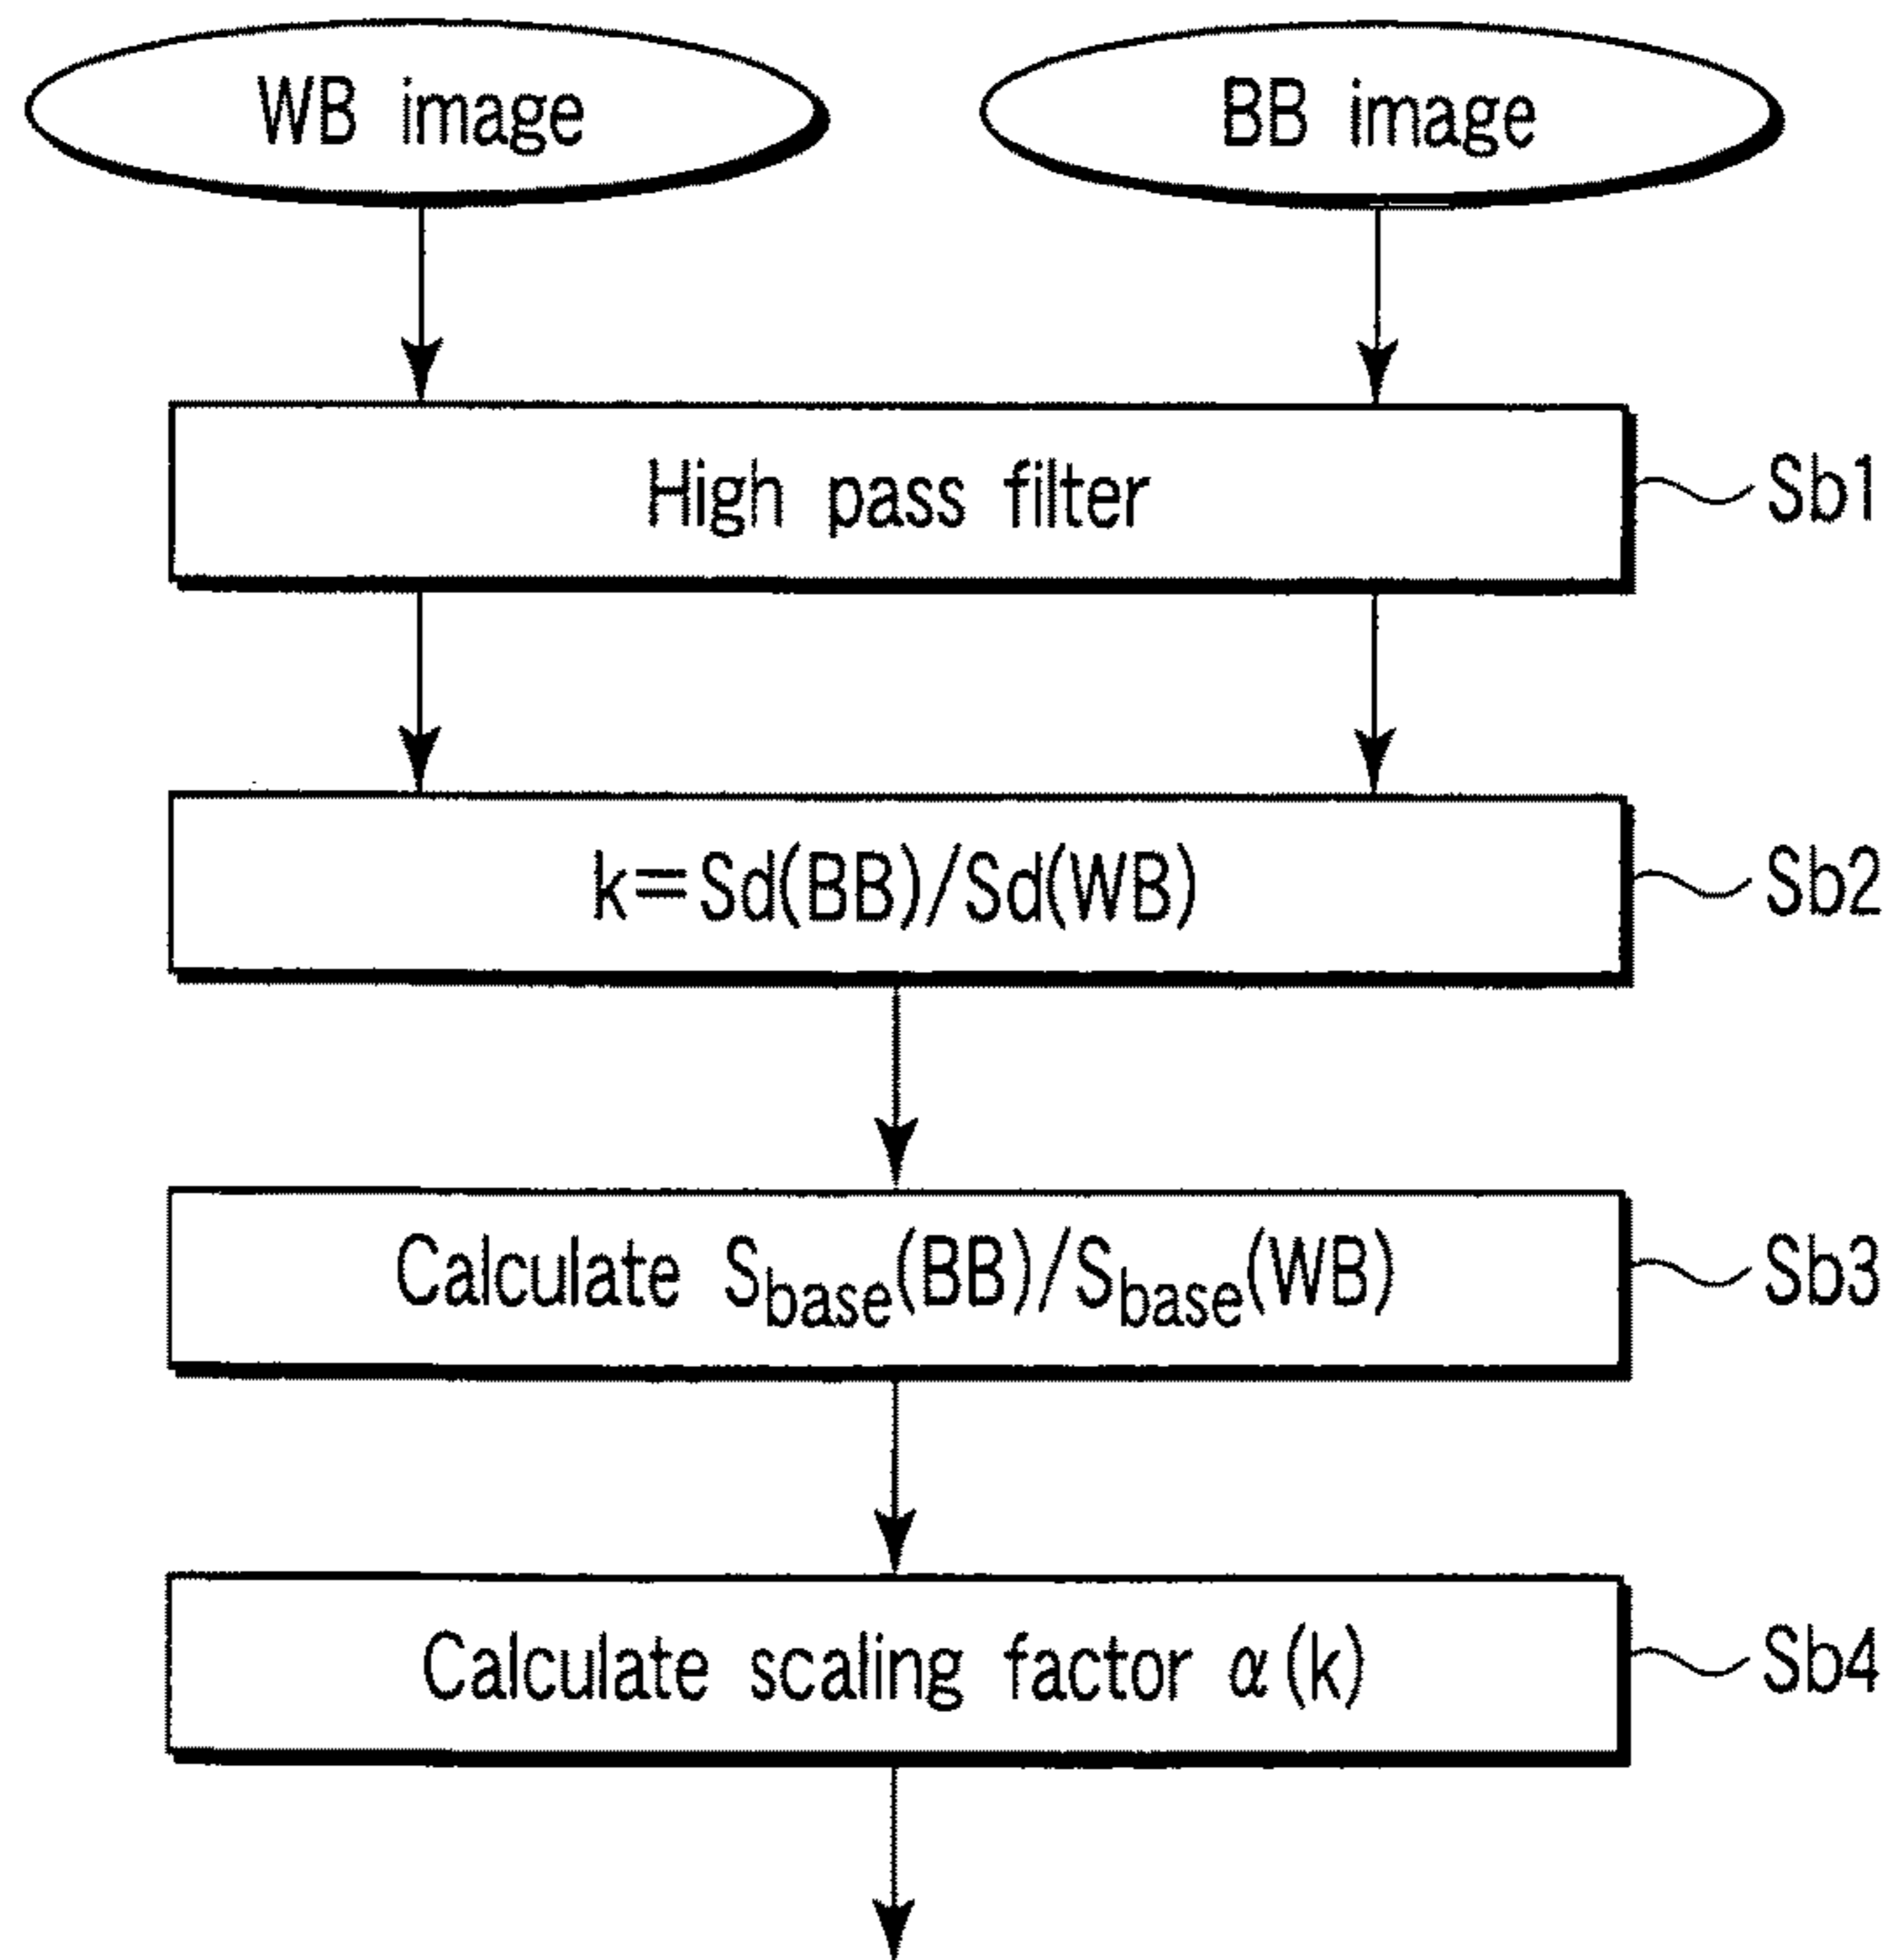 WB image
BB image
High pass filter
Sb1
k=Sd(BB)/Sd(WB)
Sb2
Calculate Sbase(BB)/Sbase(WB)
Sb3
Calculate scaling factor α(k)
Sb4